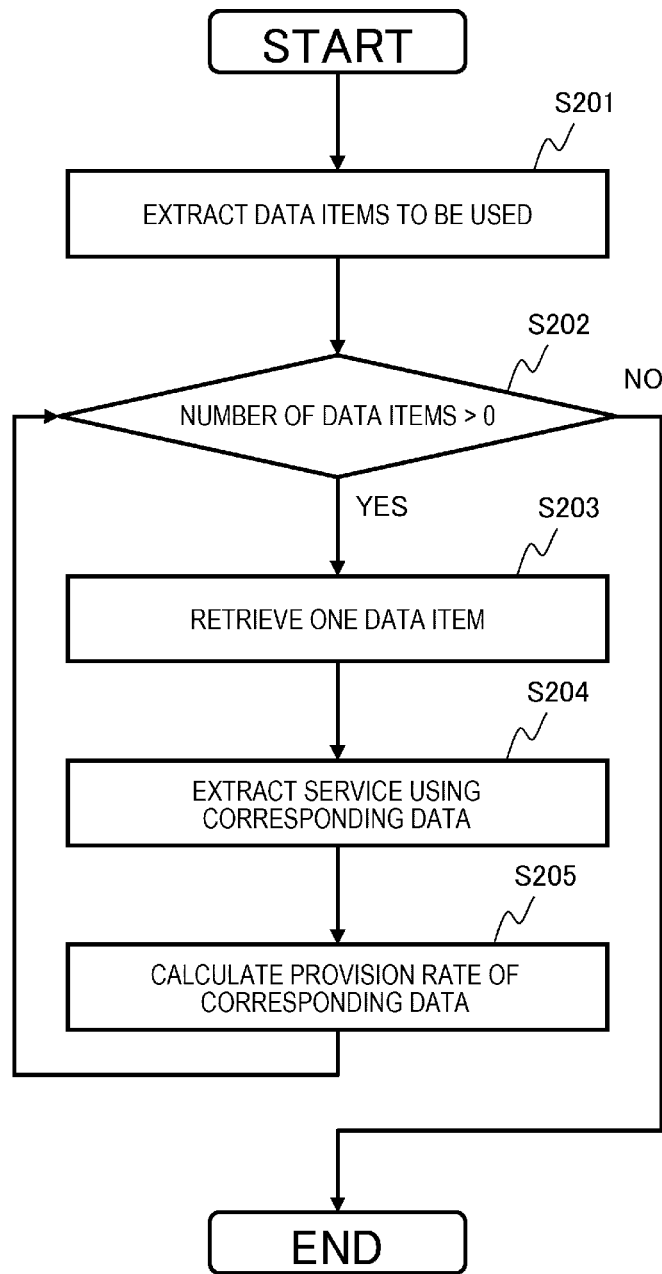 START
S201
EXTRACT DATA ITEMS TO BE USED
S202
NO
NUMBER OF DATA ITEMS > 0
YES
S203
RETRIEVE ONE DATA ITEM
S204
EXTRACT SERVICE USING
CORRESPONDING DATA
S205
CALCULATE PROVISION RATE OF
CORRESPONDING DATA
END